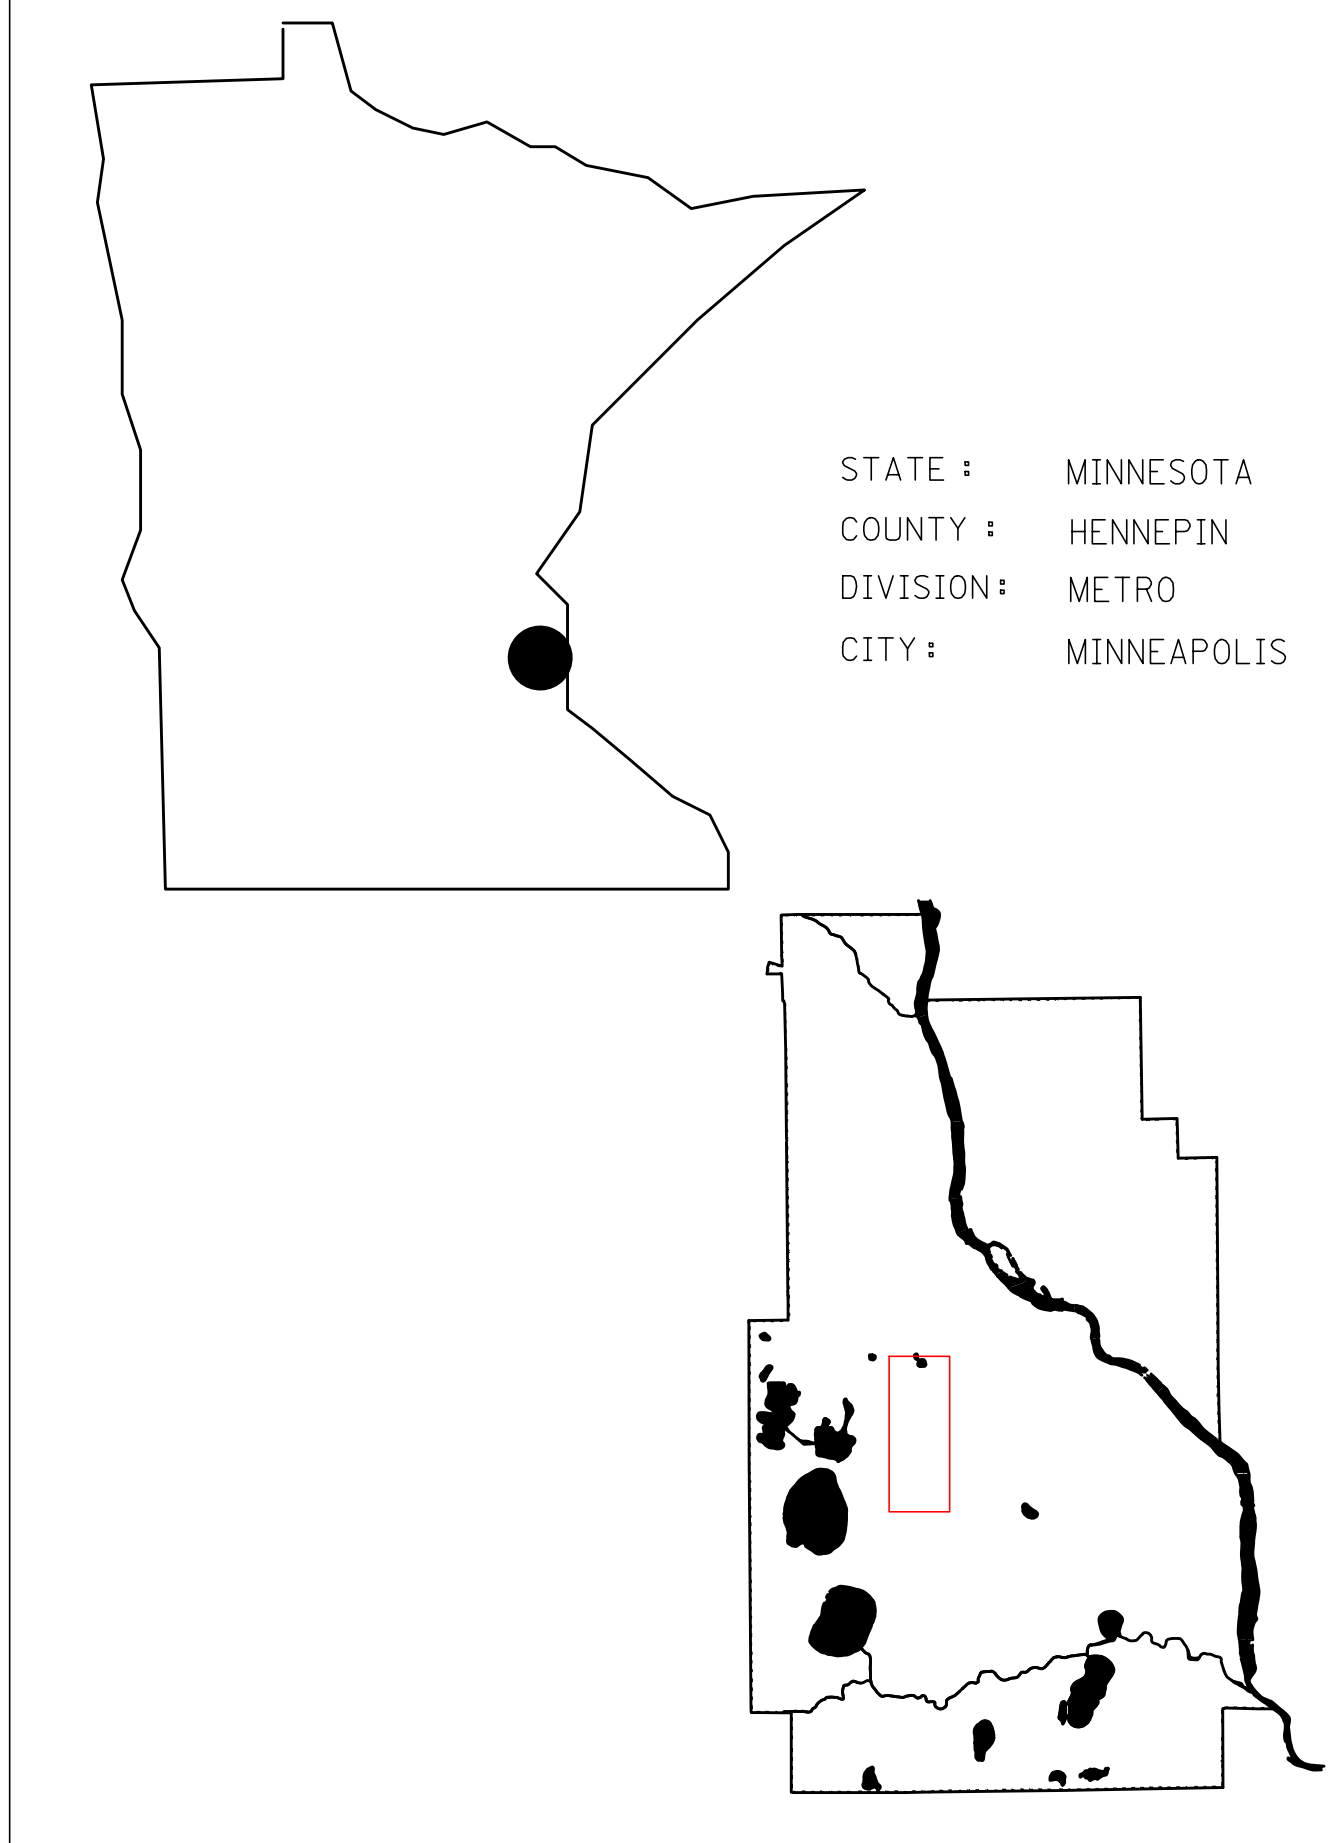 STATE : MINNESOTA
COUNTY : HENNEPIN
DIVISION : METRO
CITY : MINNEAPOLIS